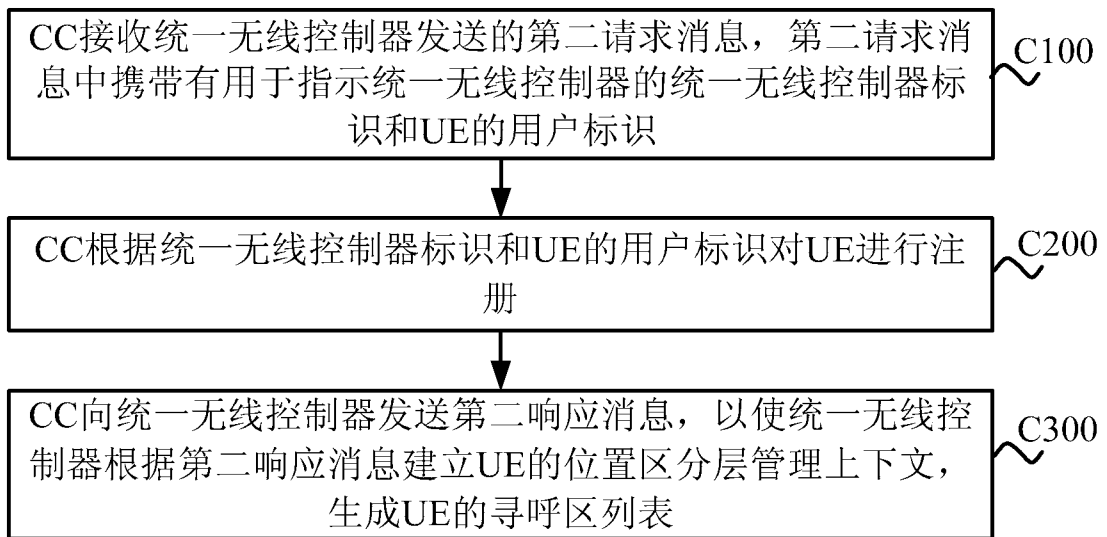 CC接收统一无线控制器发送的第二请求消息，第二请求消
息中携带有用于指示统一无线控制器的统一无线控制器标
识和UE的用户标识
C100
CC根据统一无线控制器标识和UE的用户标识对UE进行注
册
C200
CC向统一无线控制器发送第二响应消息，以使统一无线控
制器根据第二响应消息建立UE的位置区分层管理上下文，
生成UE的寻呼区列表
C300